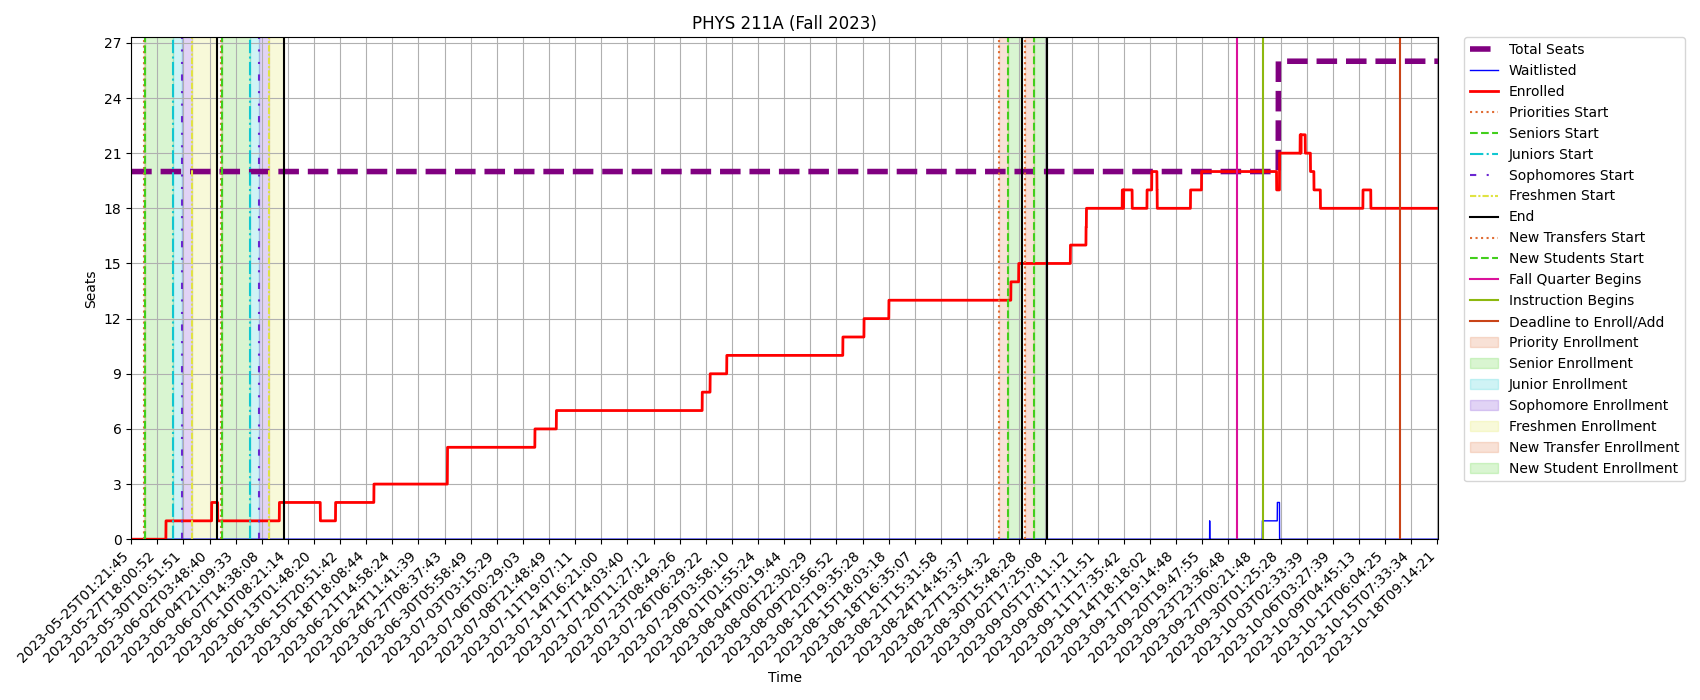 PHYS 211A (Fall 2023)
Seats
27
24
21
18
15
12
9
6
3
0
2023-05-25T01:21:45
2023-05-27T18:00:52
2023-05-30T10:51:51
2023-06-02T03:48:40
2023-06-04T21:09:33
2023-06-07T14:38:08
2023-06-10T08:21:14
2023-06-13T01:48:20
2023-06-15T20:51:42
2023-06-18T18:08:44
2023-06-21T14:58:24
2023-06-24T11:41:39
2023-06-27T08:37:43
2023-06-30T05:58:49
2023-07-03T03:15:29
2023-07-06T00:29:03
2023-07-08T21:48:49
2023-07-11T19:07:11
2023-07-14T16:21:00
2023-07-17T14:03:40
2023-07-20T11:27:12
2023-07-23T08:49:26
2023-07-26T06:29:22
2023-07-29T03:58:10
2023-08-01T01:55:24
2023-08-04T00:19:44
2023-08-06T22:30:29
2023-08-09T20:56:52
2023-08-12T19:35:28
2023-08-15T18:03:18
2023-08-18T16:35:07
2023-08-21T15:31:58
2023-08-24T14:45:37
2023-08-27T13:54:32
2023-08-30T15:48:28
2023-09-02T17:25:08
2023-09-05T17:11:12
2023-09-08T17:11:51
2023-09-11T17:35:42
2023-09-14T18:18:02
2023-09-17T19:14:48
2023-09-20T19:47:55
2023-09-23T23:36:48
2023-09-27T00:21:48
2023-09-30T01:25:28
2023-10-03T02:33:39
2023-10-06T03:27:39
2023-10-09T04:45:13
2023-10-12T06:04:25
2023-10-15T07:33:34
2023-10-18T09:14:21
Time
Total Seats
Waitlisted
Enrolled
Priorities Start
Seniors Start
Juniors Start
Sophomores Start
Freshmen Start
End
New Transfers Start
New Students Start
Fall Quarter Begins
Instruction Begins
Deadline to Enroll/Add
Priority Enrollment
Senior Enrollment
Junior Enrollment
Sophomore Enrollment
Freshmen Enrollment
New Transfer Enrollment
New Student Enrollment